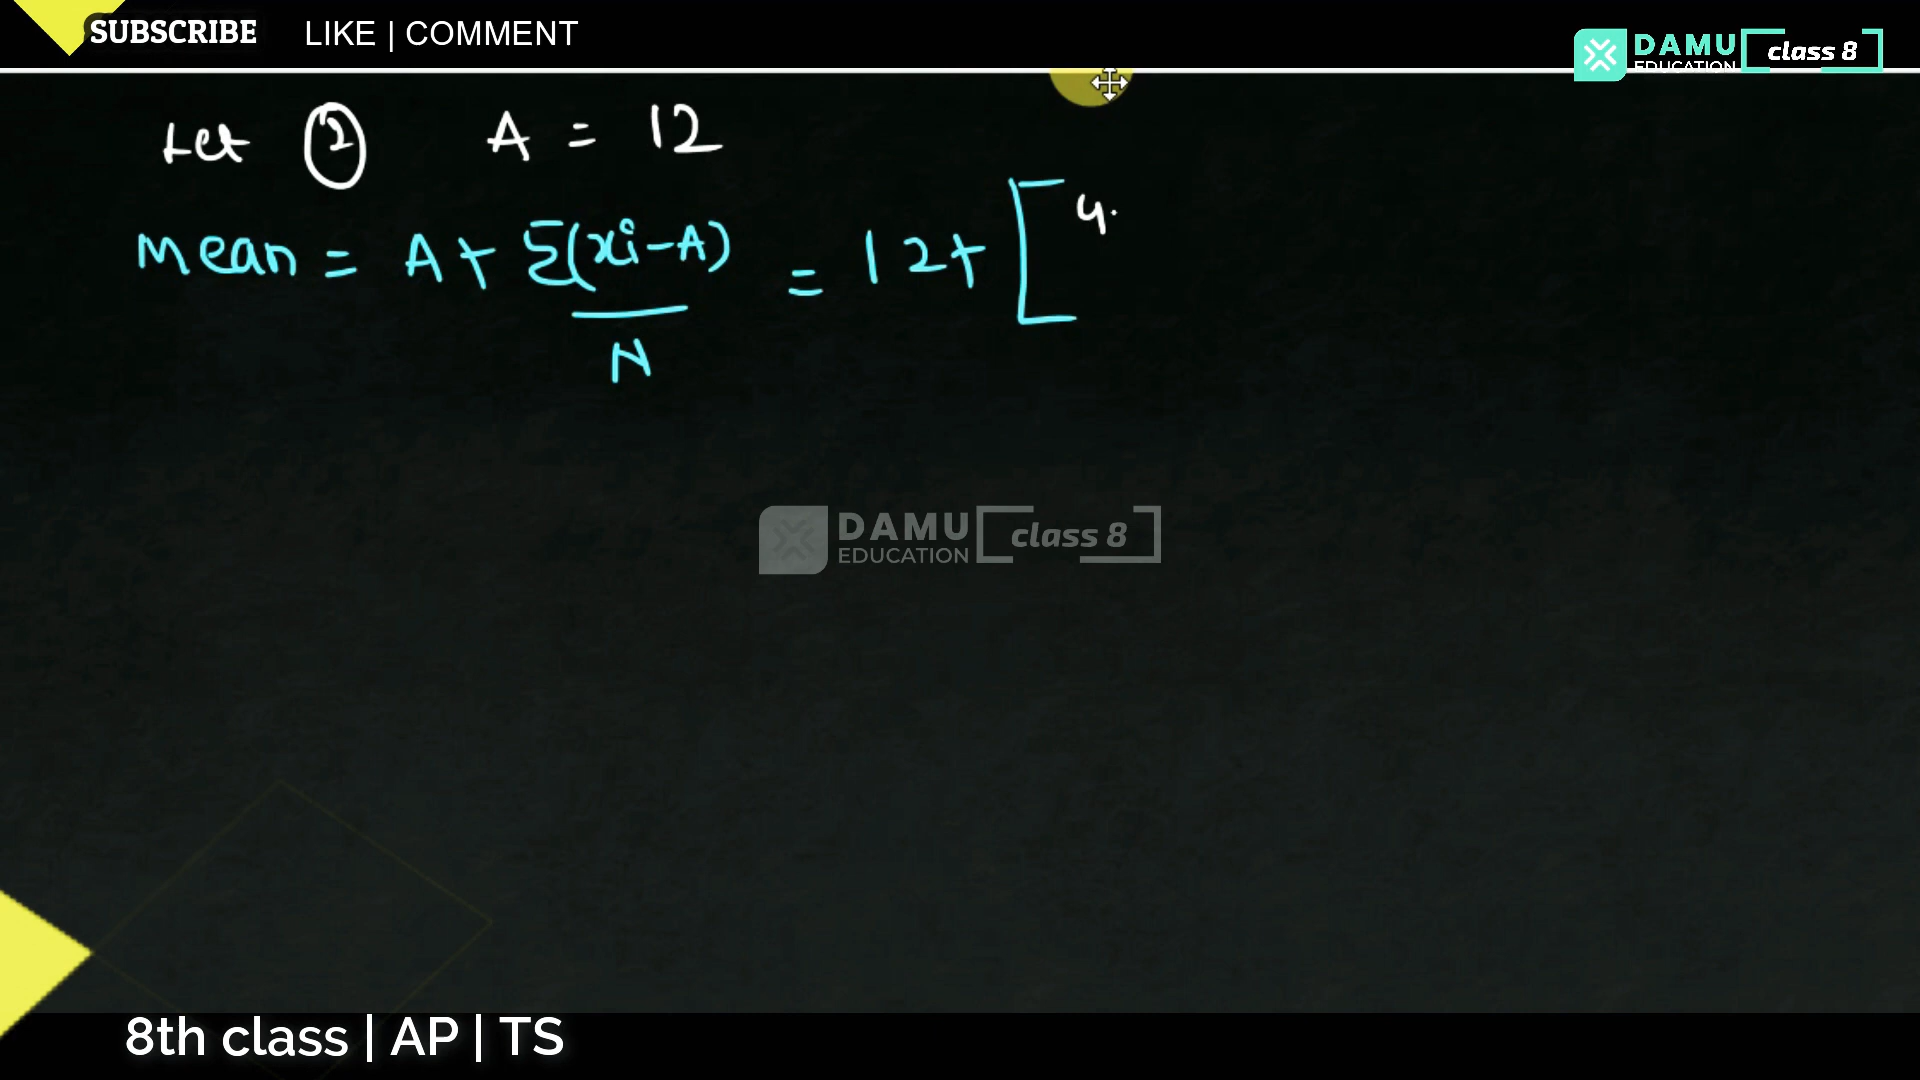 SUBSCRIBE LIKE | COMMENT
DAMU EDUCATION class 8
Let ② A = 12
Mean = A + Σ(xi - A) / N = 12 + [ 4.
DAMU EDUCATION class 8
8th class | AP | TS